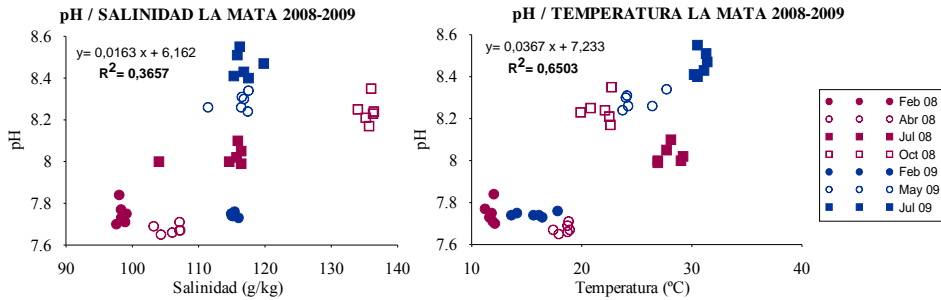 pH / SALINIDAD LA MATA 2008-2009
y= 0,0163 x + 6,162
R2= 0,3657
pH
8.6
8.4
8.2
8
7.8
7.6
90 100 110 120 130 140
Salinidad (g/kg)
pH / TEMPERATURA LA MATA 2008-2009
y= 0,0367 x + 7,233
R2= 0,6503
pH
8.6
8.4
8.2
8
7.8
7.6
10 20 30 40
Temperatura (ºC)
Feb 08
Abr 08
Jul 08
Oct 08
Feb 09
May 09
Jul 09